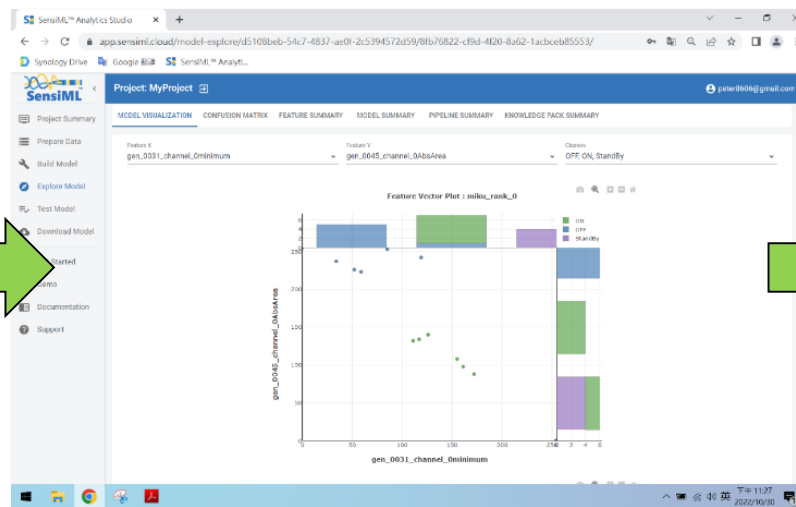 SensiML™ Analytics Studio
app.sensiml.cloud/model-explore/d5108beb-54c7-4837-ae0f-2c5394572d59/8fb76822-cf9d-4f20-8a62-1acbceb85553/
Synology Drive
Google 翻譯
SensiML™ Analyti...
SensiML
Project: MyProject
peter8606@gmail.com
Project Summary
Prepare Data
Build Model
Explore Model
Test Model
Download Model
Started
Documentation
Support
MODEL VISUALIZATION
CONFUSION MATRIX
FEATURE SUMMARY
MODEL SUMMARY
PIPELINE SUMMARY
KNOWLEDGE PACK SUMMARY
Feature X
gen_0031_channel_0minimum
Feature Y
gen_0045_channel_0AbsArea
Classes
OFF, ON, StandBy
Feature Vector Plot : miku_rank_0
ON
OFF
StandBy
6
4
2
250
200
150
100
50
gen_0045_channel_0AbsArea
0
50
100
150
200
250
2
4
6
gen_0031_channel_0minimum
英
下午 11:27
2022/10/30